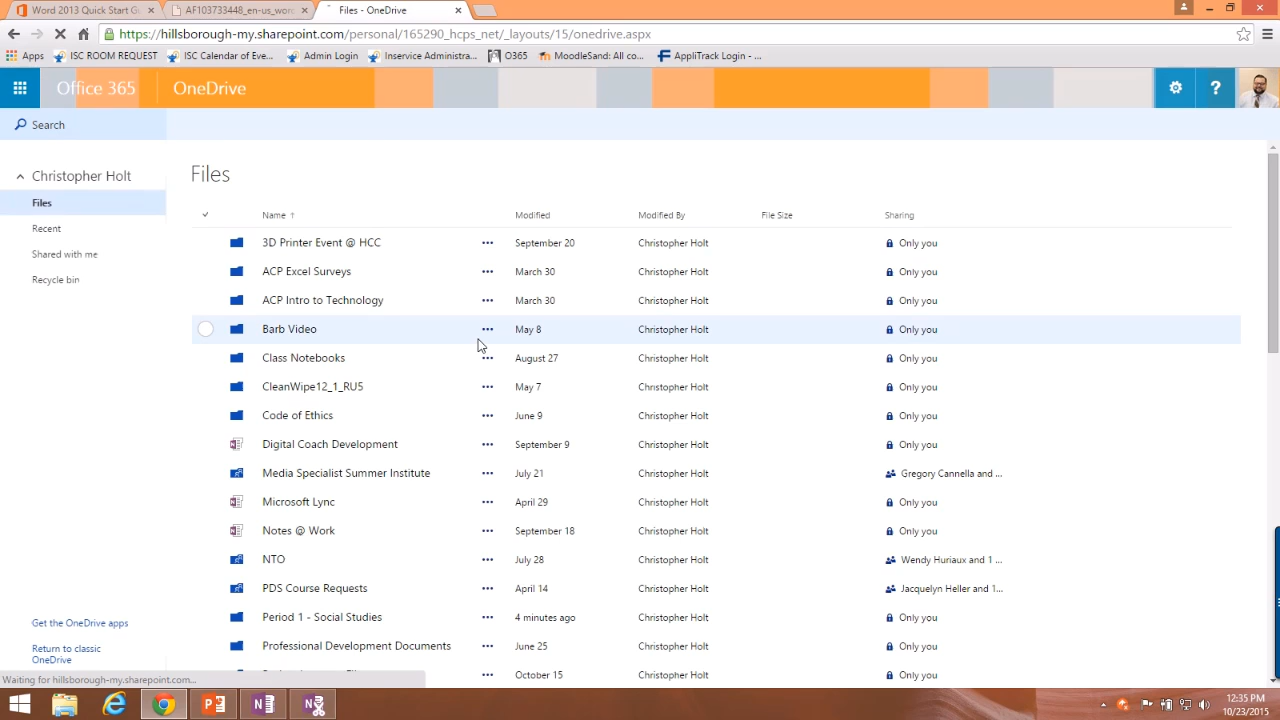 Word 2013 Quick Start G
AF103733448_en-us_wor
Files - OneDrive
https://hillsborough-my.sharepoint.com/personal/165290_hcps_net/_layouts/15/onedrive.aspx
Apps ISC ROOM REQUEST ISC Calendar of Eve... Admin Login Inservice Administra... O365 MoodleSand: All co... AppliTrack Login - ...
Office 365 OneDrive ?
Search
Christopher Holt
Files
Recent
Shared with me
Recycle bin
Get the OneDrive apps
Return to classic
OneDrive
Files
Name Modified Modified By File Size Sharing
3D Printer Event @ HCC September 20 Christopher Holt Only you
ACP Excel Surveys March 30 Christopher Holt Only you
ACP Intro to Technology March 30 Christopher Holt Only you
Barb Video May 8 Christopher Holt Only you
Class Notebooks August 27 Christopher Holt Only you
CleanWipe12_1_RU5 May 7 Christopher Holt Only you
Code of Ethics June 9 Christopher Holt Only you
Digital Coach Development September 9 Christopher Holt Only you
Media Specialist Summer Institute July 21 Christopher Holt Gregory Cannella and ...
Microsoft Lync April 29 Christopher Holt Only you
Notes @ Work September 18 Christopher Holt Only you
NTO July 28 Christopher Holt Wendy Huriaux and 1 ...
PDS Course Requests April 14 Christopher Holt Jacquelyn Heller and 1...
Period 1 - Social Studies 4 minutes ago Christopher Holt Only you
Professional Development Documents June 25 Christopher Holt Only you
October 15 Christopher Holt Only you
Waiting for hillsborough-my.sharepoint.com...
12:35 PM
10/23/2015